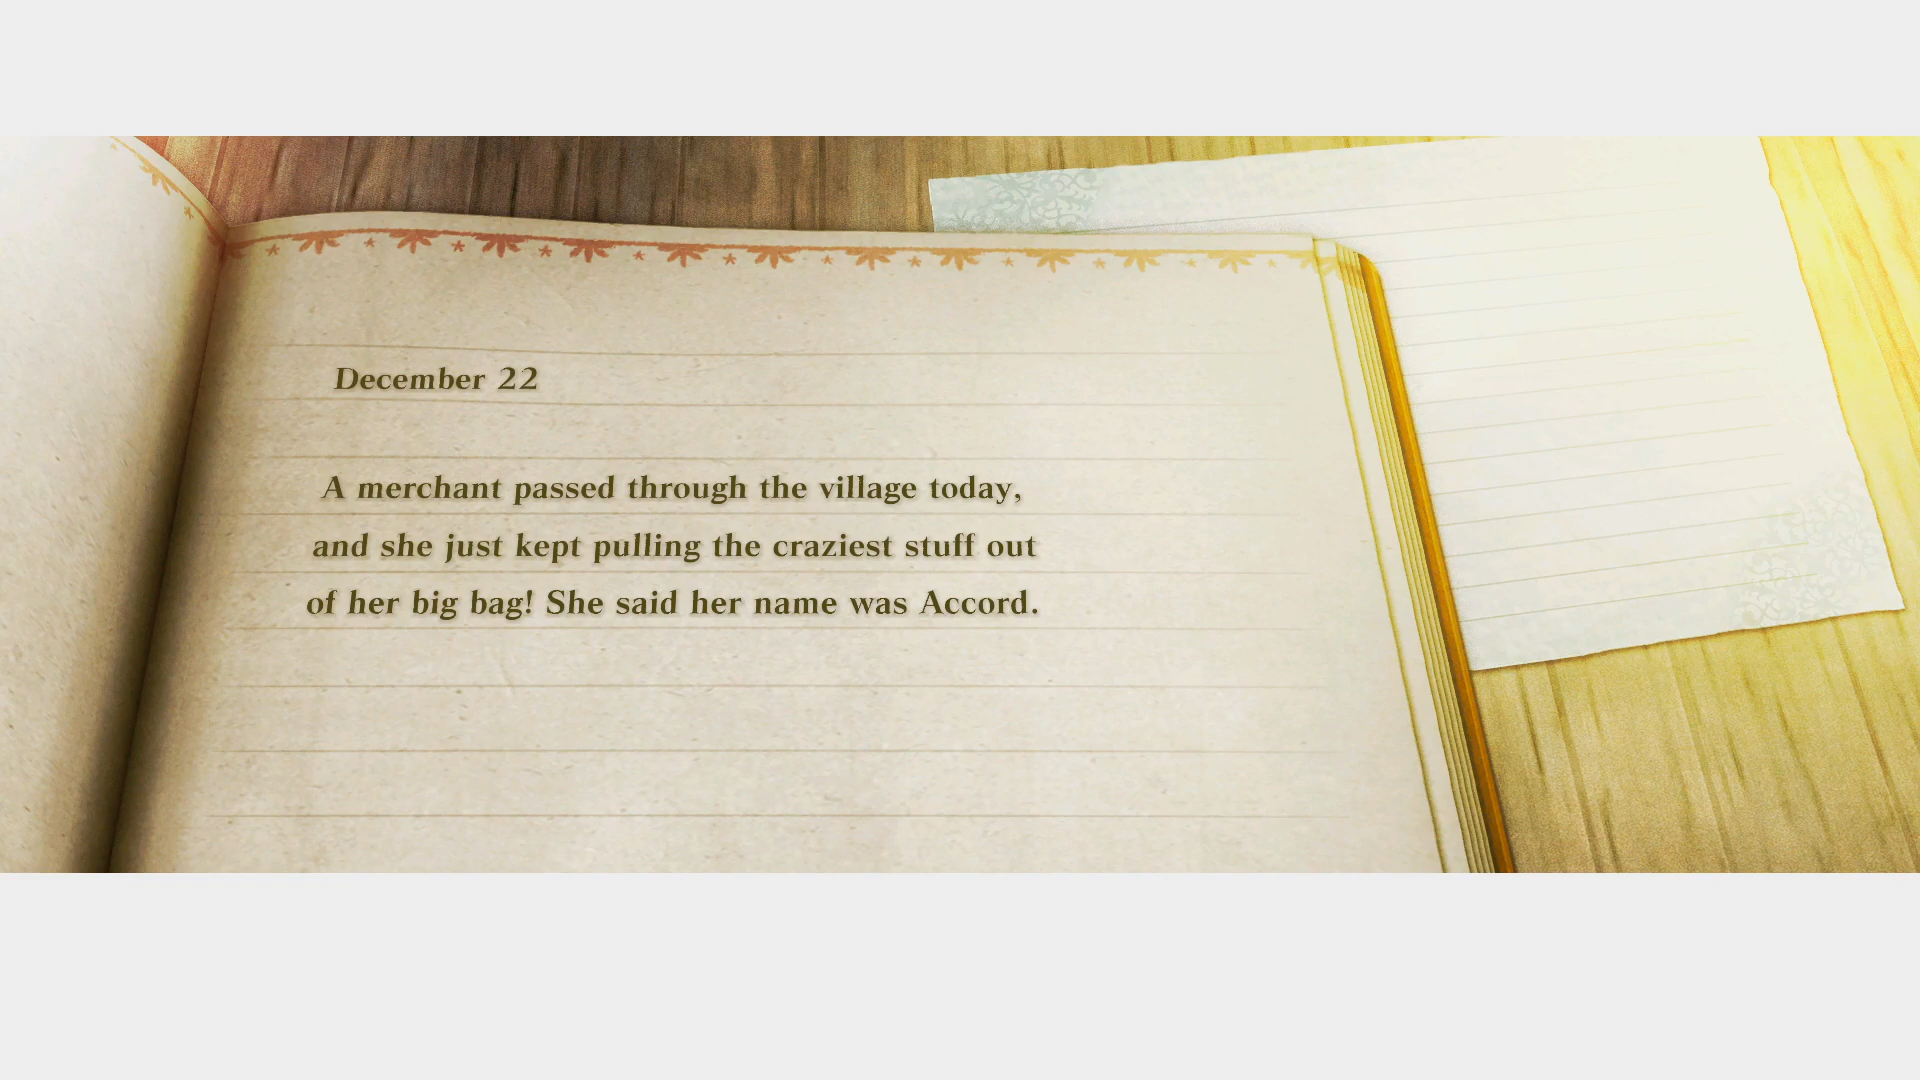 December 22
A merchant passed through the village today,
and she just kept pulling the craziest stuff out
of her big bag! She said her name was Accord.